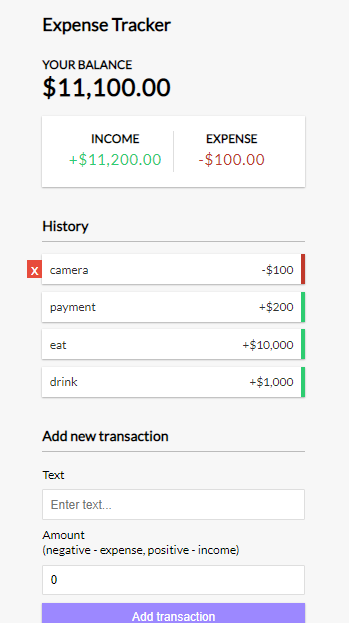 Expense Tracker
YOUR BALANCE
$11,100.00
INCOME EXPENSE
+$11,200.00 -$100.00
History
x camera -$100
payment +$200
eat +$10,000
drink +$1,000
Add new transaction
Text
Enter text...
Amount
(negative - expense, positive - income)
0
Add transaction